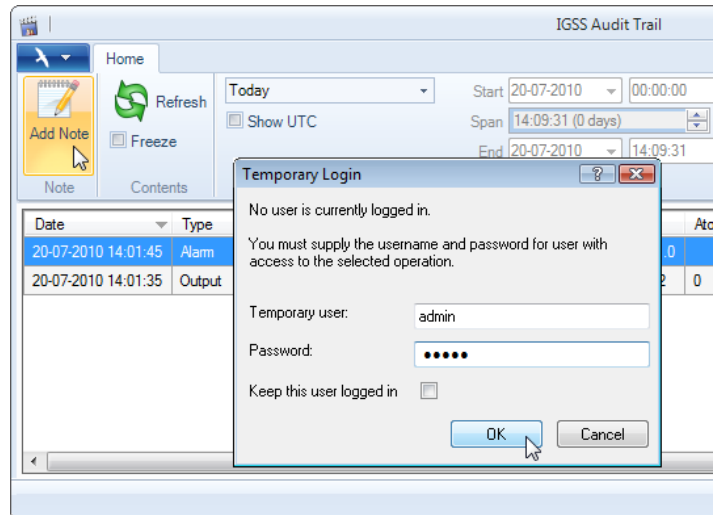 IGSS Audit Trail
Home
Add Note
Refresh
Freeze
Note
Contents
Today
Show UTC
Start 20-07-2010 00:00:00
Span 14:09:31 (0 days)
End 20-07-2010 14:09:31
Temporary Login
No user is currently logged in.
You must supply the username and password for user with
access to the selected operation.
Temporary user: admin
Password: •••••
Keep this user logged in
OK Cancel
Date Type Ato
20-07-2010 14:01:45 Alarm .0
20-07-2010 14:01:35 Output 2 0